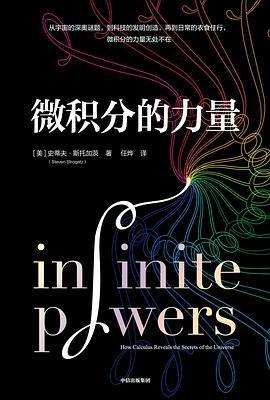 从宇宙的深奥谜题，到科技的发明创造，再到日常的衣食住行，
微积分的力量无处不在
微积分的力量
[美] 史蒂夫·斯托加茨 著 任烨 译
(Steven Strogatz)
infinite
powers
How Calculus Reveals the Secrets of the Universe
中信出版集团